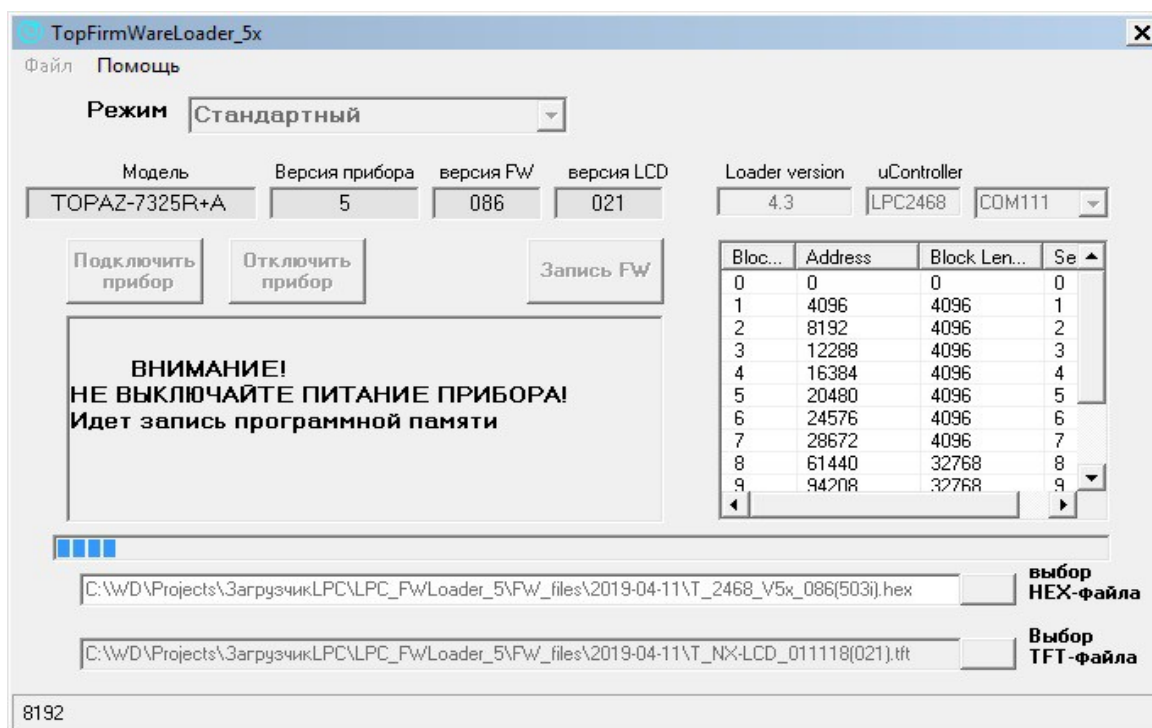 TopFirmWareLoader_5x
Файл Помощь
Режим Стандартный
Модель Версия прибора версия FW версия LCD Loader version uController
TOPAZ-7325R+A 5 086 021 4.3 LPC2468 COM111
Подключить прибор
Отключить прибор
Запись FW
ВНИМАНИЕ!
НЕ ВЫКЛЮЧАЙТЕ ПИТАНИЕ ПРИБОРА!
Идет запись программной памяти
Bloc... Address Block Len... Se
0 0 0 0
1 4096 4096 1
2 8192 4096 2
3 12288 4096 3
4 16384 4096 4
5 20480 4096 5
6 24576 4096 6
7 28672 4096 7
8 61440 32768 8
9 94208 32768 9
C:\WD\Projects\ЗагрузчикLPC\LPC_FWLoader_5\FW_files\2019-04-11\T_2468_V5x_086(503i).hex
выбор
HEX-файла
C:\WD\Projects\ЗагрузчикLPC\LPC_FWLoader_5\FW_files\2019-04-11\T_NX-LCD_011118(021).tft
Выбор
TFT-файла
8192